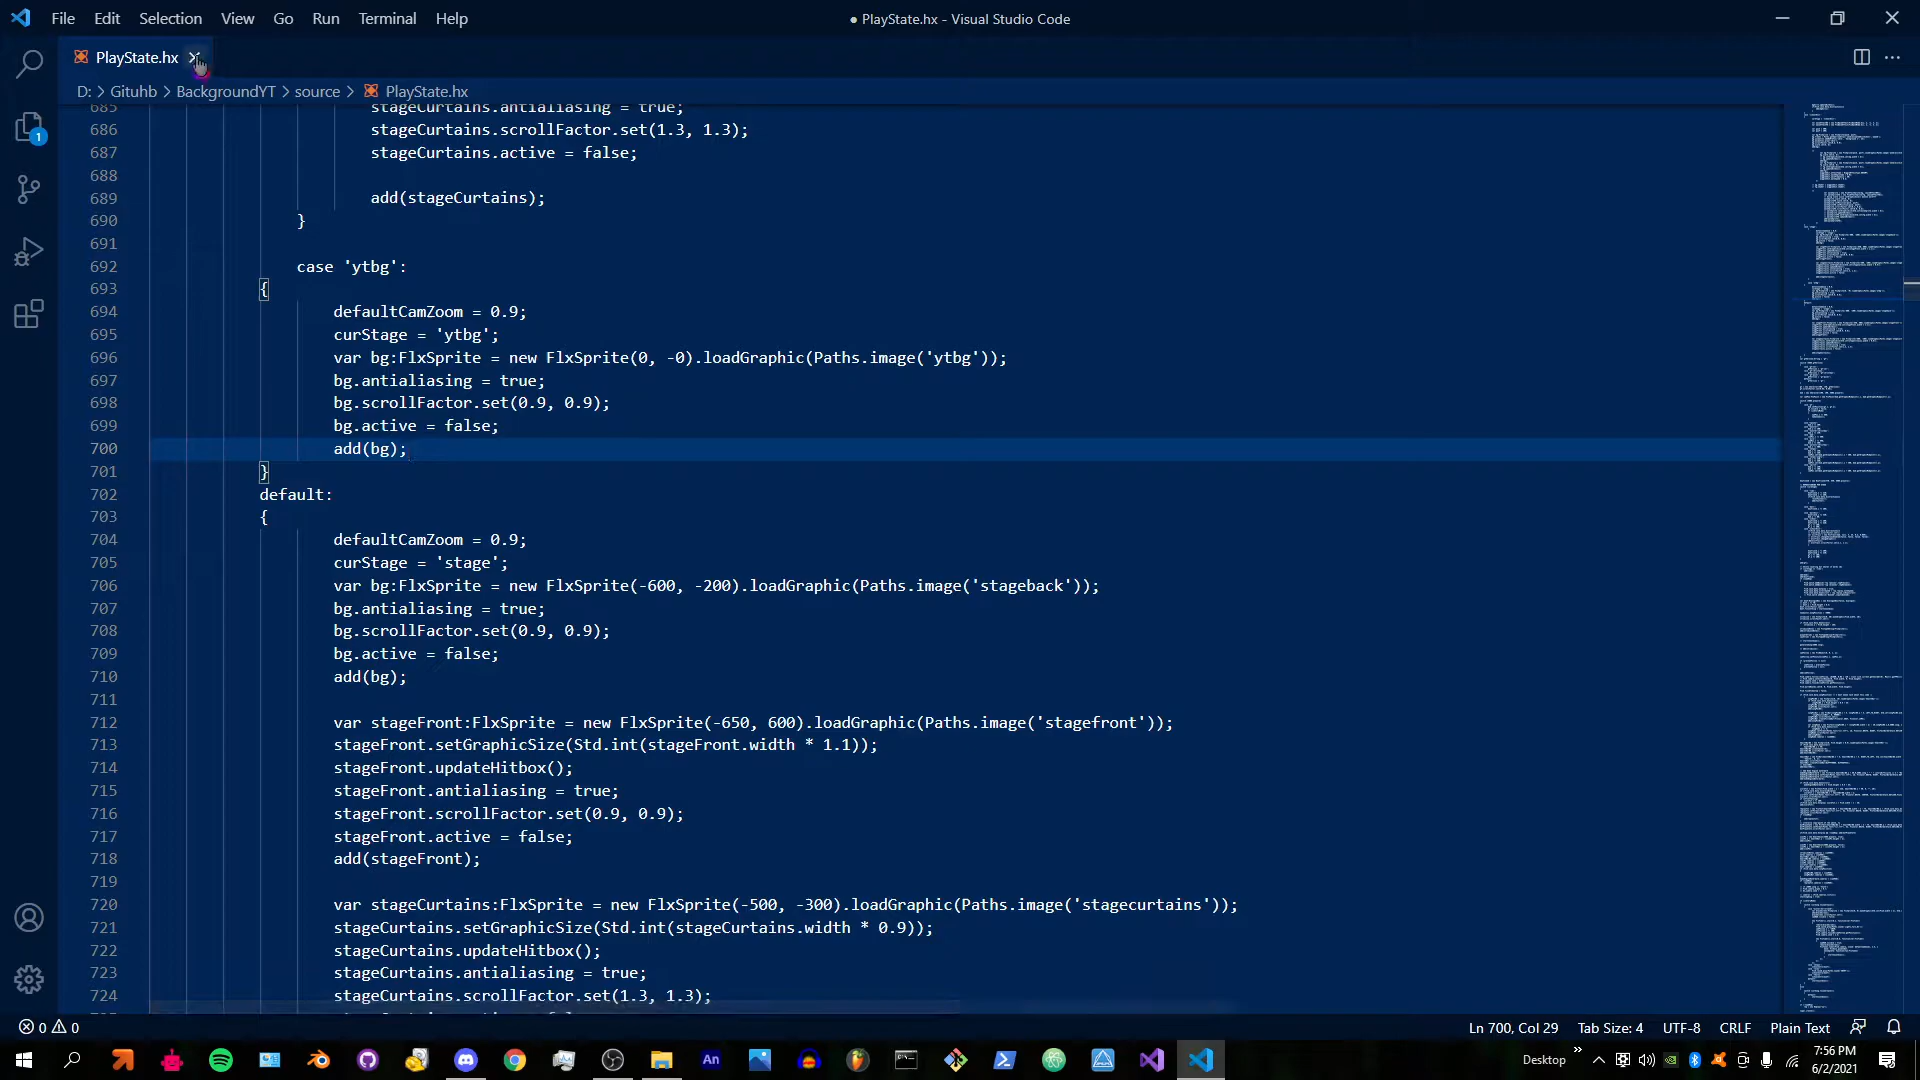 File Edit Selection View Go Run Terminal Help
● PlayState.hx - Visual Studio Code
PlayState.hx
D: > Gituhb > BackgroundYT > source > PlayState.hx
685 stageCurtains.antialiasing = true;
686 stageCurtains.scrollFactor.set(1.3, 1.3);
687 stageCurtains.active = false;
688
689 add(stageCurtains);
690 }
691
692 case 'ytbg':
693 {
694 defaultCamZoom = 0.9;
695 curStage = 'ytbg';
696 var bg:FlxSprite = new FlxSprite(0, -0).loadGraphic(Paths.image('ytbg'));
697 bg.antialiasing = true;
698 bg.scrollFactor.set(0.9, 0.9);
699 bg.active = false;
700 add(bg);
701 }
702 default:
703 {
704 defaultCamZoom = 0.9;
705 curStage = 'stage';
706 var bg:FlxSprite = new FlxSprite(-600, -200).loadGraphic(Paths.image('stageback'));
707 bg.antialiasing = true;
708 bg.scrollFactor.set(0.9, 0.9);
709 bg.active = false;
710 add(bg);
711
712 var stageFront:FlxSprite = new FlxSprite(-650, 600).loadGraphic(Paths.image('stagefront'));
713 stageFront.setGraphicSize(Std.int(stageFront.width * 1.1));
714 stageFront.updateHitbox();
715 stageFront.antialiasing = true;
716 stageFront.scrollFactor.set(0.9, 0.9);
717 stageFront.active = false;
718 add(stageFront);
719
720 var stageCurtains:FlxSprite = new FlxSprite(-500, -300).loadGraphic(Paths.image('stagecurtains'));
721 stageCurtains.setGraphicSize(Std.int(stageCurtains.width * 0.9));
722 stageCurtains.updateHitbox();
723 stageCurtains.antialiasing = true;
724 stageCurtains.scrollFactor.set(1.3, 1.3);
1
0 0
Ln 700, Col 29 Tab Size: 4 UTF-8 CRLF Plain Text
An
Desktop
7:56 PM
6/2/2021